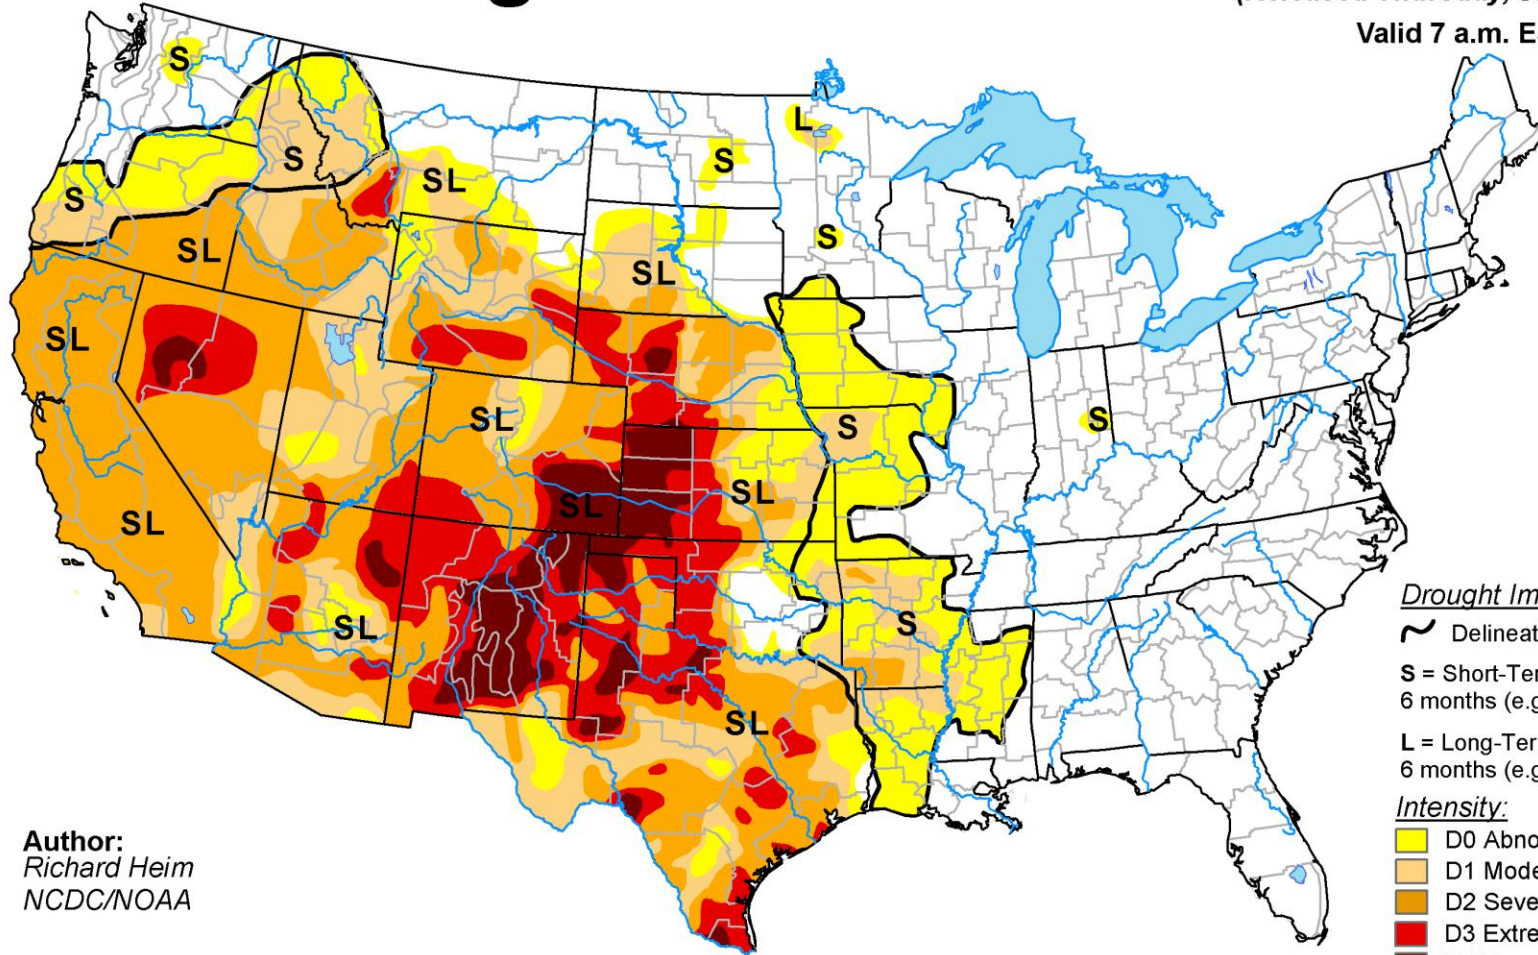 Valid 7 a.m. E
S
L
S
S
SL
S
S
SL
SL
SL
SL
S
S
SL
SL
SL
SL
S
SL
SL
Drought Im
Delineat
S = Short-Ter
6 months (e.g
L = Long-Ter
6 months (e.g
Intensity:
D0 Abno
D1 Mode
D2 Seve
D3 Extre
Author:
Richard Heim
NCDC/NOAA